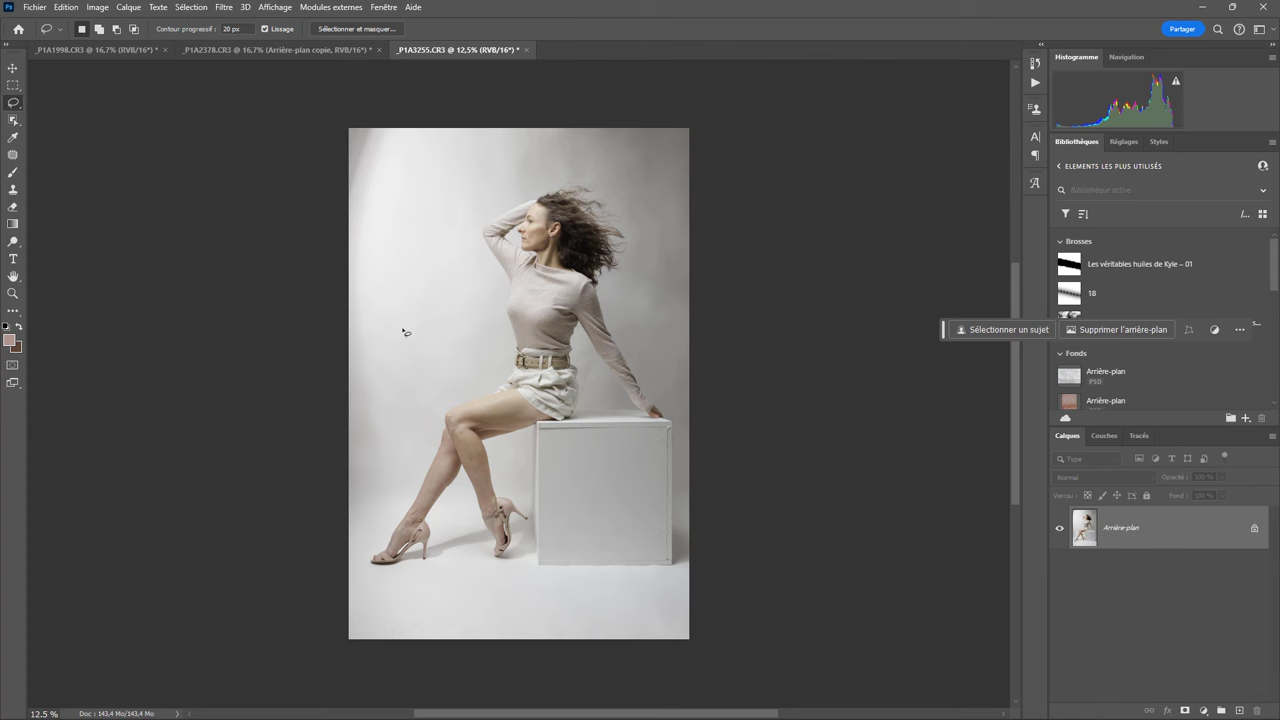 Ps Fichier Edition Image Calque Texte Sélection Filtre 3D Affichage Modules externes Fenêtre Aide
Contour progressif : 20 px Lissage Sélectionner et masquer... Partager
_P1A1998.CR3 @ 16,7% (RVB/16*) * × _P1A2378.CR3 @ 16,7% (Arrière-plan copie, RVB/16*) * × _P1A3255.CR3 @ 12,5% (RVB/16*) * ×
Histogramme Navigation
Bibliothèques Réglages Styles
ELEMENTS LES PLUS UTILISÉS
Bibliothèque active
Brosses
Les véritables huiles de Kyle – 01
18
Sélectionner un sujet Supprimer l'arrière-plan
Fonds
Arrière-plan
PSD
Arrière-plan
Calques Couches Tracés
Type
Normal Opacité : 100 %
Verrou : Fond : 100 %
Arrière-plan
12.5 % Doc : 143,4 Mo/143,4 Mo